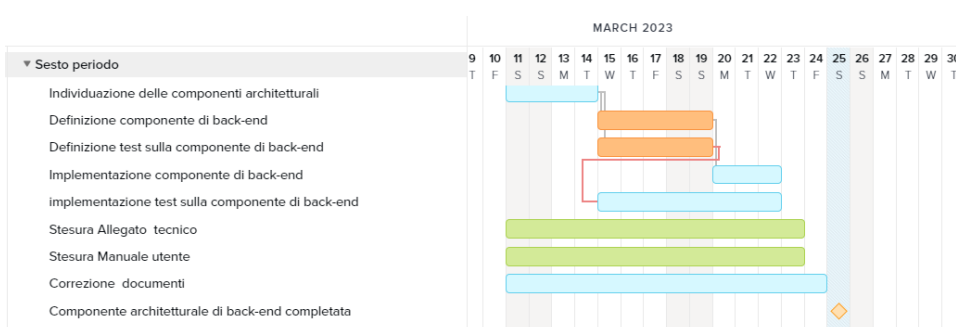 MARCH 2023
9 10 11 12 13 14 15 16 17 18 19 20 21 22 23 24 25 26 27 28 29 30
T F S S M T W T F S S M T W T F S S M T W T
Sesto periodo
Individuazione delle componenti architetturali
Definizione componente di back-end
Definizione test sulla componente di back-end
Implementazione componente di back-end
implementazione test sulla componente di back-end
Stesura Allegato tecnico
Stesura Manuale utente
Correzione documenti
Componente architetturale di back-end completata